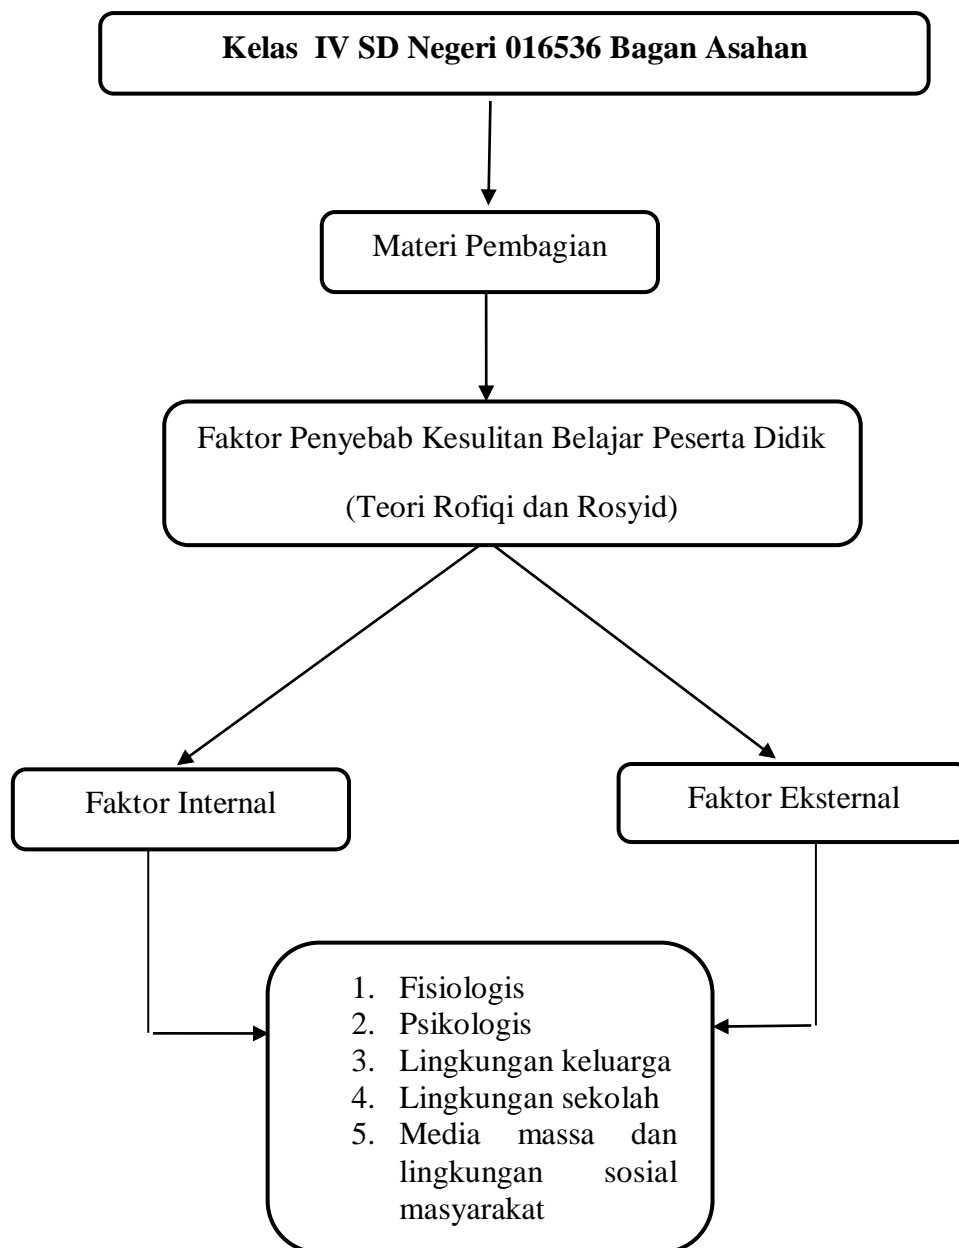 Kelas IV SD Negeri 016536 Bagan Asahan
Materi Pembagian
Faktor Penyebab Kesulitan Belajar Peserta Didik
(Teori Rofiqi dan Rosyid)
Faktor Internal
Faktor Eksternal
1. Fisiologis
2. Psikologis
3. Lingkungan keluarga
4. Lingkungan sekolah
5. Media massa dan
lingkungan sosial
masyarakat